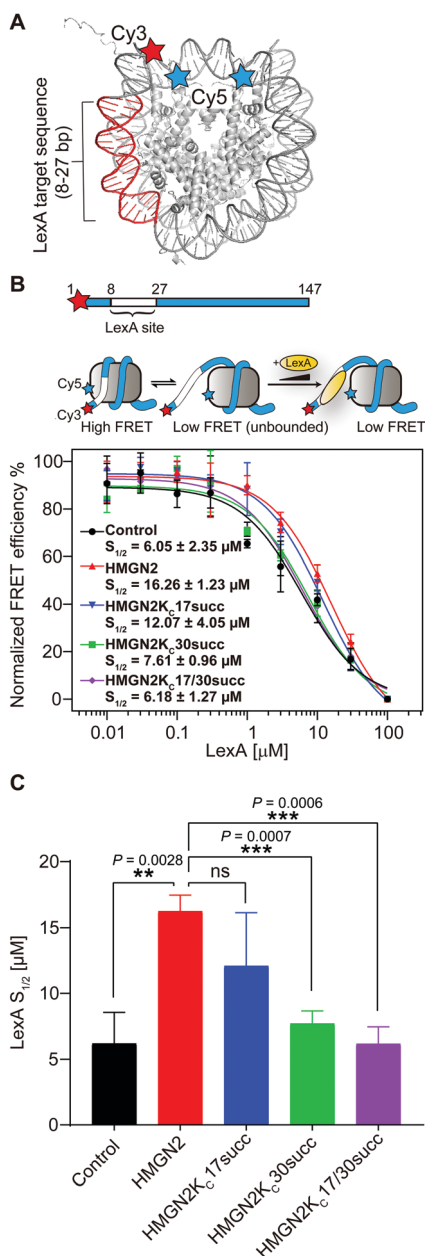 A
Cy3
Cy5
LexA target sequence
(8-27 bp)
B
1 8 27 147
LexA site
+LexA
Cy5
Cy3
High FRET Low FRET (unbounded) Low FRET
Normalized FRET efficiency %
100
80
60
40
20
0
Control
S1/2 = 6.05 ± 2.35 µM
HMGN2
S1/2 = 16.26 ± 1.23 µM
HMGN2KC17succ
S1/2 = 12.07 ± 4.05 µM
HMGN2KC30succ
S1/2 = 7.61 ± 0.96 µM
HMGN2KC17/30succ
S1/2 = 6.18 ± 1.27 µM
0.01 0.1 1 10 100
LexA [µM]
C
P = 0.0006
***
P = 0.0007
***
P = 0.0028
**
ns
LexA S1/2 [µM]
20
15
10
5
0
Control
HMGN2
HMGN2KC17succ
HMGN2KC30succ
HMGN2KC17/30succ